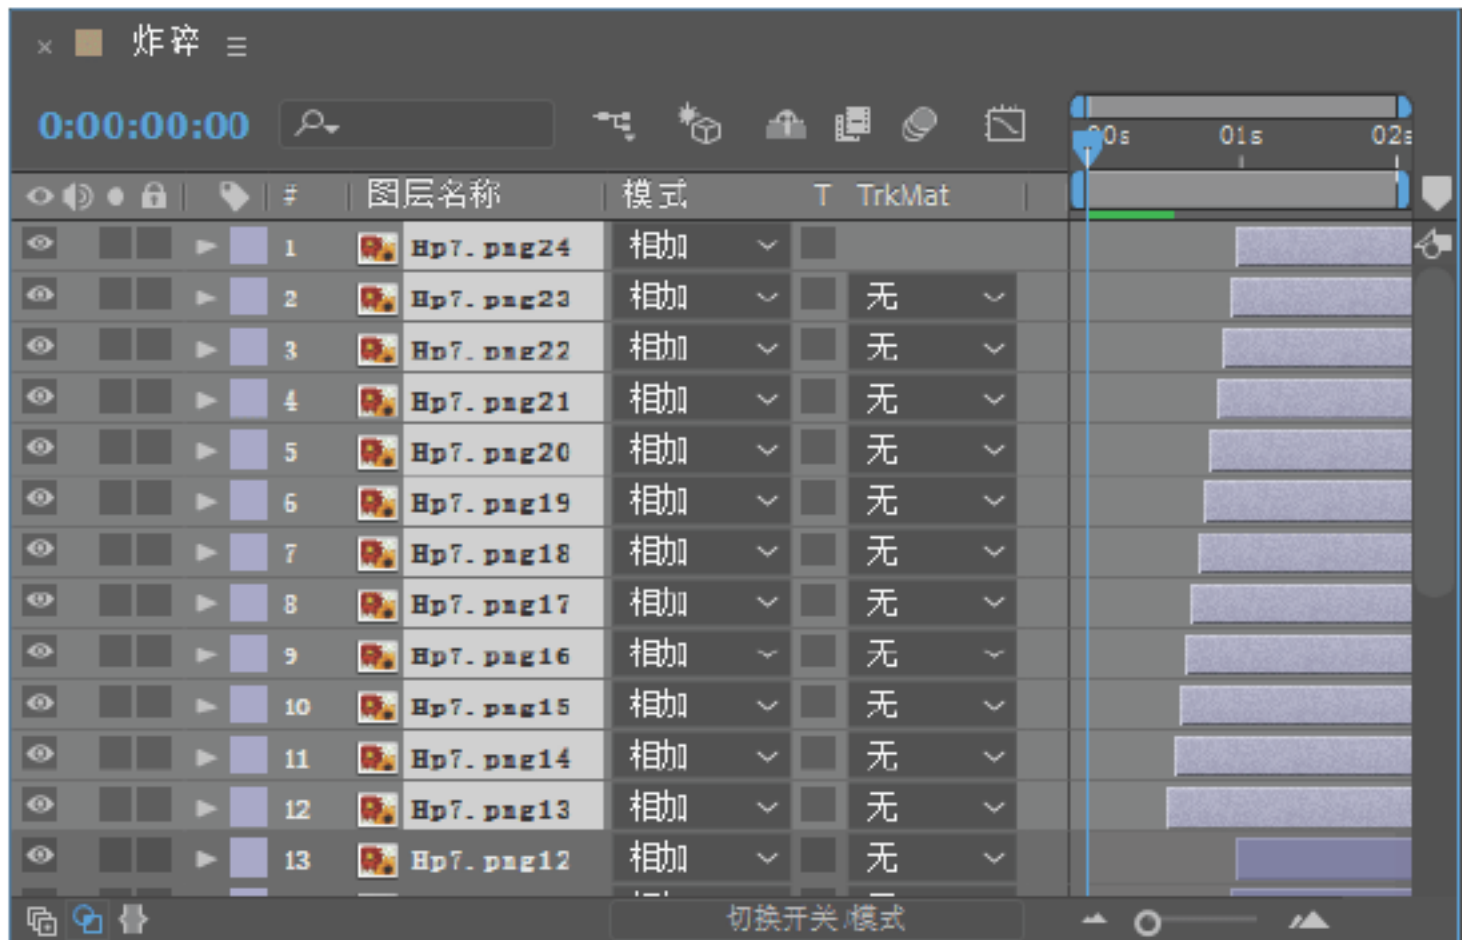 炸碎
0:00:00:00
00s 01s 02s
# 图层名称 模式 T TrkMat
1 Hp7.png24 相加
2 Hp7.png23 相加 无
3 Hp7.png22 相加 无
4 Hp7.png21 相加 无
5 Hp7.png20 相加 无
6 Hp7.png19 相加 无
7 Hp7.png18 相加 无
8 Hp7.png17 相加 无
9 Hp7.png16 相加 无
10 Hp7.png15 相加 无
11 Hp7.png14 相加 无
12 Hp7.png13 相加 无
13 Hp7.png12 相加 无
切换开关/模式